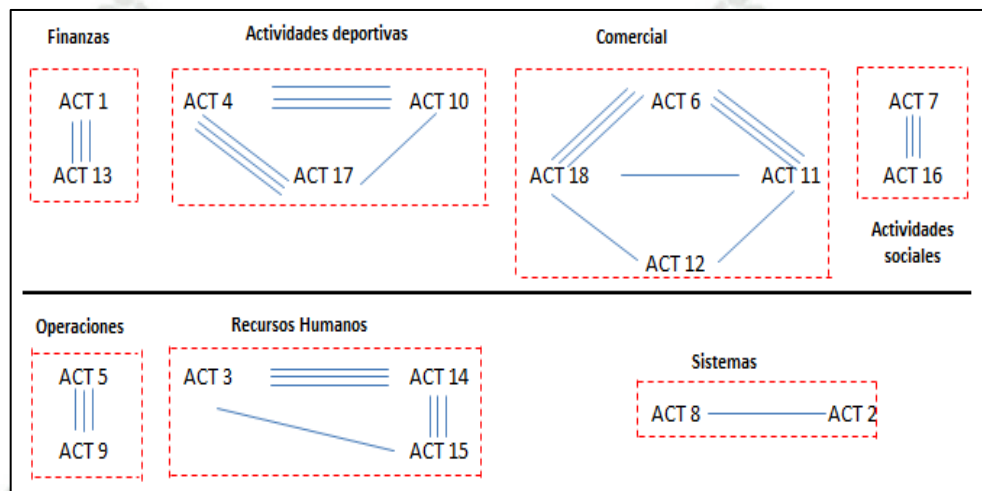 Finanzas
Actividades deportivas
Comercial
ACT 1
ACT 4
ACT 10
ACT 6
ACT 7
ACT 13
ACT 17
ACT 18
ACT 11
ACT 16
ACT 12
Actividades
sociales
Operaciones
Recursos Humanos
Sistemas
ACT 5
ACT 3
ACT 14
ACT 8
ACT 2
ACT 9
ACT 15